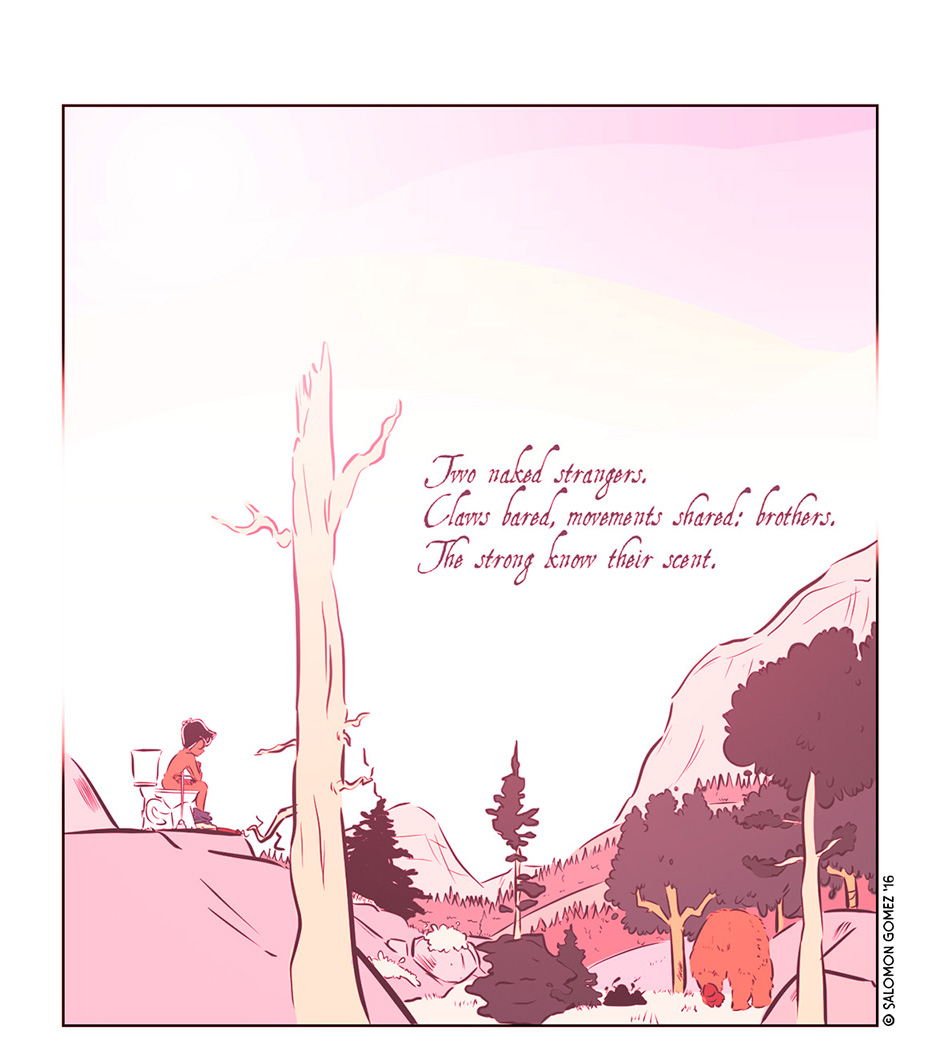 Two naked strangers.
Claws bared, movements shared: brothers.
The strong know their scent.
© SALOMON GOMEZ '16